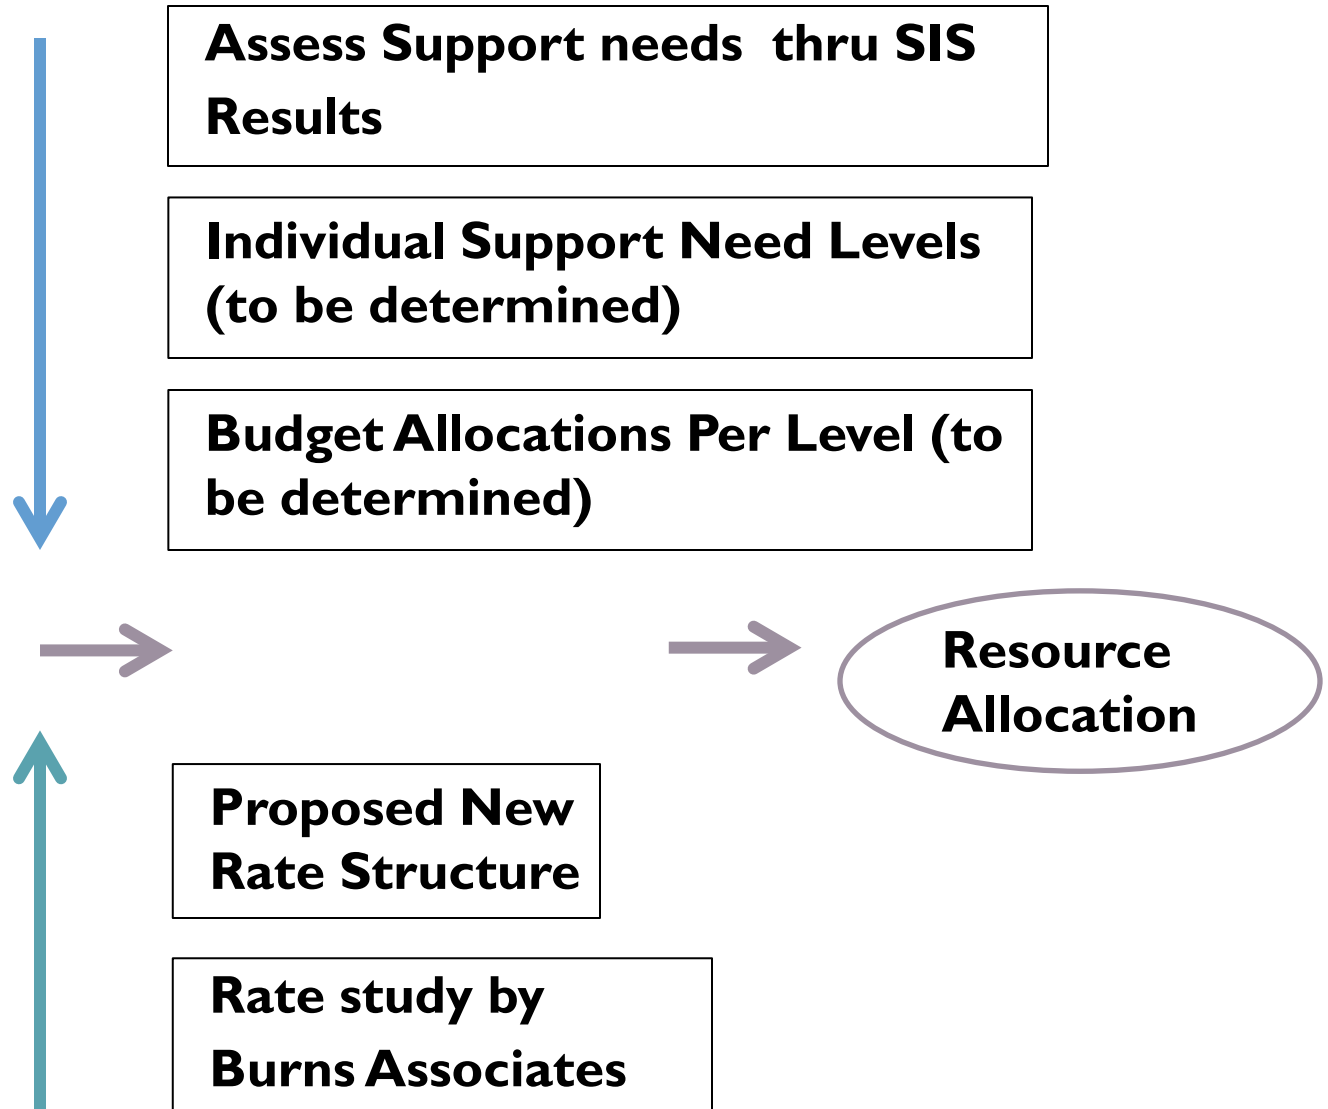 Assess Support needs thru SIS
Results
Individual Support Need Levels
(to be determined)
Budget Allocations Per Level (to
be determined)
Resource
Allocation
Proposed New
Rate Structure
Rate study by
Burns Associates